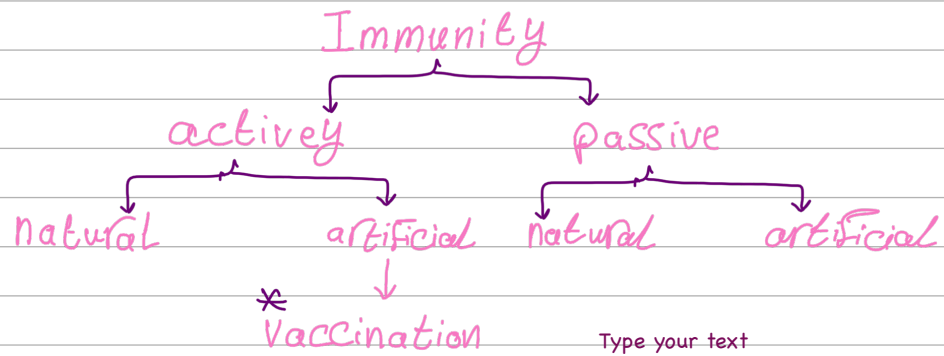 Immunity
activey passive
natural artificial natural artificial
* Vaccination
Type your text